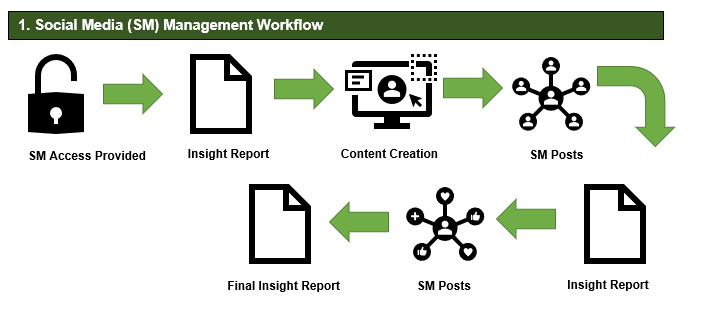 1. Social Media (SM) Management Workflow
SM Access Provided
Insight Report
Content Creation
SM Posts
Insight Report
SM Posts
Final Insight Report